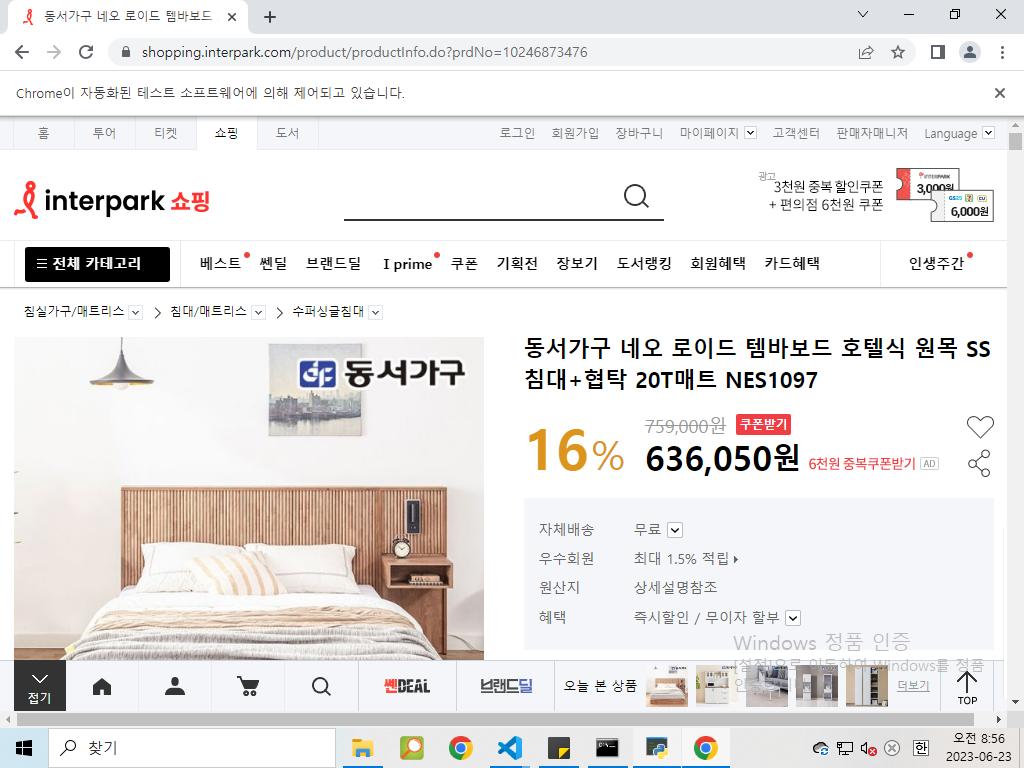 동서가구 네오 로이드 템바보드
shopping.interpark.com/product/productInfo.do?prdNo=10246873476
Chrome이 자동화된 테스트 소프트웨어에 의해 제어되고 있습니다.
홈 투어 티켓 쇼핑 도서 로그인 회원가입 장바구니 마이페이지 고객센터 판매자매니저 Language
광고
interpark 쇼핑
3천원 중복 할인쿠폰
+ 편의점 6천원 쿠폰
INTERPARK
3,000원
GS25 CU
6,000원
전체 카테고리 베스트 쎈딜 브랜드딜 I prime 쿠폰 기획전 장보기 도서랭킹 회원혜택 카드혜택 인생주간
침실가구/매트리스 침대/매트리스 수퍼싱글침대
동서가구
동서가구 네오 로이드 템바보드 호텔식 원목 SS
침대+협탁 20T매트 NES1097
16%
759,000원 쿠폰받기
636,050원 6천원 중복쿠폰받기 AD
자체배송 무료
우수회원 최대 1.5% 적립
원산지 상세설명참조
혜택 즉시할인 / 무이자 할부
Windows 정품 인증
[설정]으로 이동하여 Windows를 정품
접기
쎈DEAL
브랜드딜
오늘 본 상품
더보기
TOP
찾기
한
오전 8:56
2023-06-23